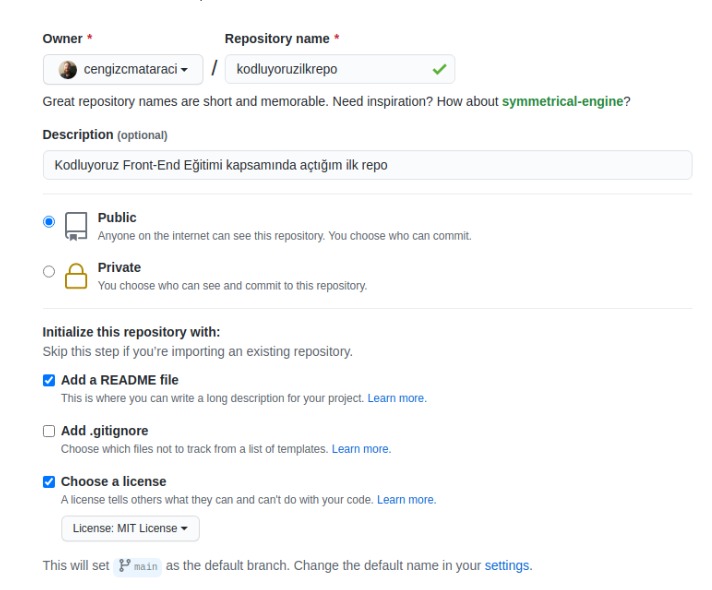 Owner * Repository name *
cengizcmataraci / kodluyoruzilkrepo
Great repository names are short and memorable. Need inspiration? How about symmetrical-engine?
Description (optional)
Kodluyoruz Front-End Eğitimi kapsamında açtığım ilk repo
Public
Anyone on the internet can see this repository. You choose who can commit.
Private
You choose who can see and commit to this repository.
Initialize this repository with:
Skip this step if you're importing an existing repository.
Add a README file
This is where you can write a long description for your project. Learn more.
Add .gitignore
Choose which files not to track from a list of templates. Learn more.
Choose a license
A license tells others what they can and can't do with your code. Learn more.
License: MIT License
This will set main as the default branch. Change the default name in your settings.